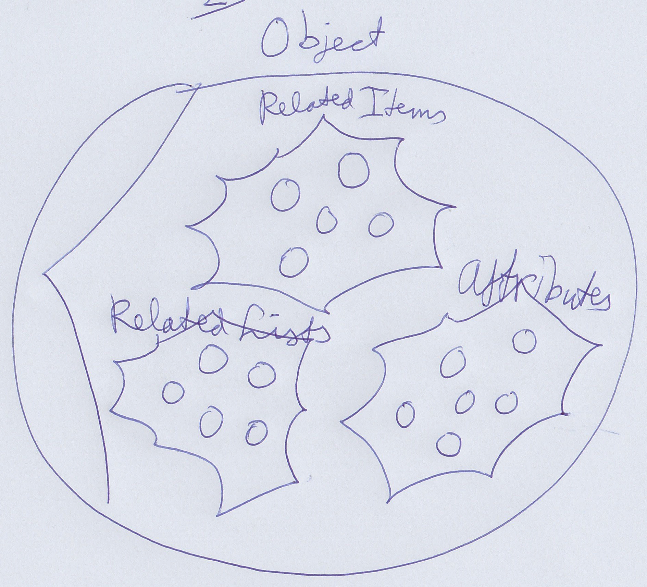 Object
Related Items
Attributes
Related Lists